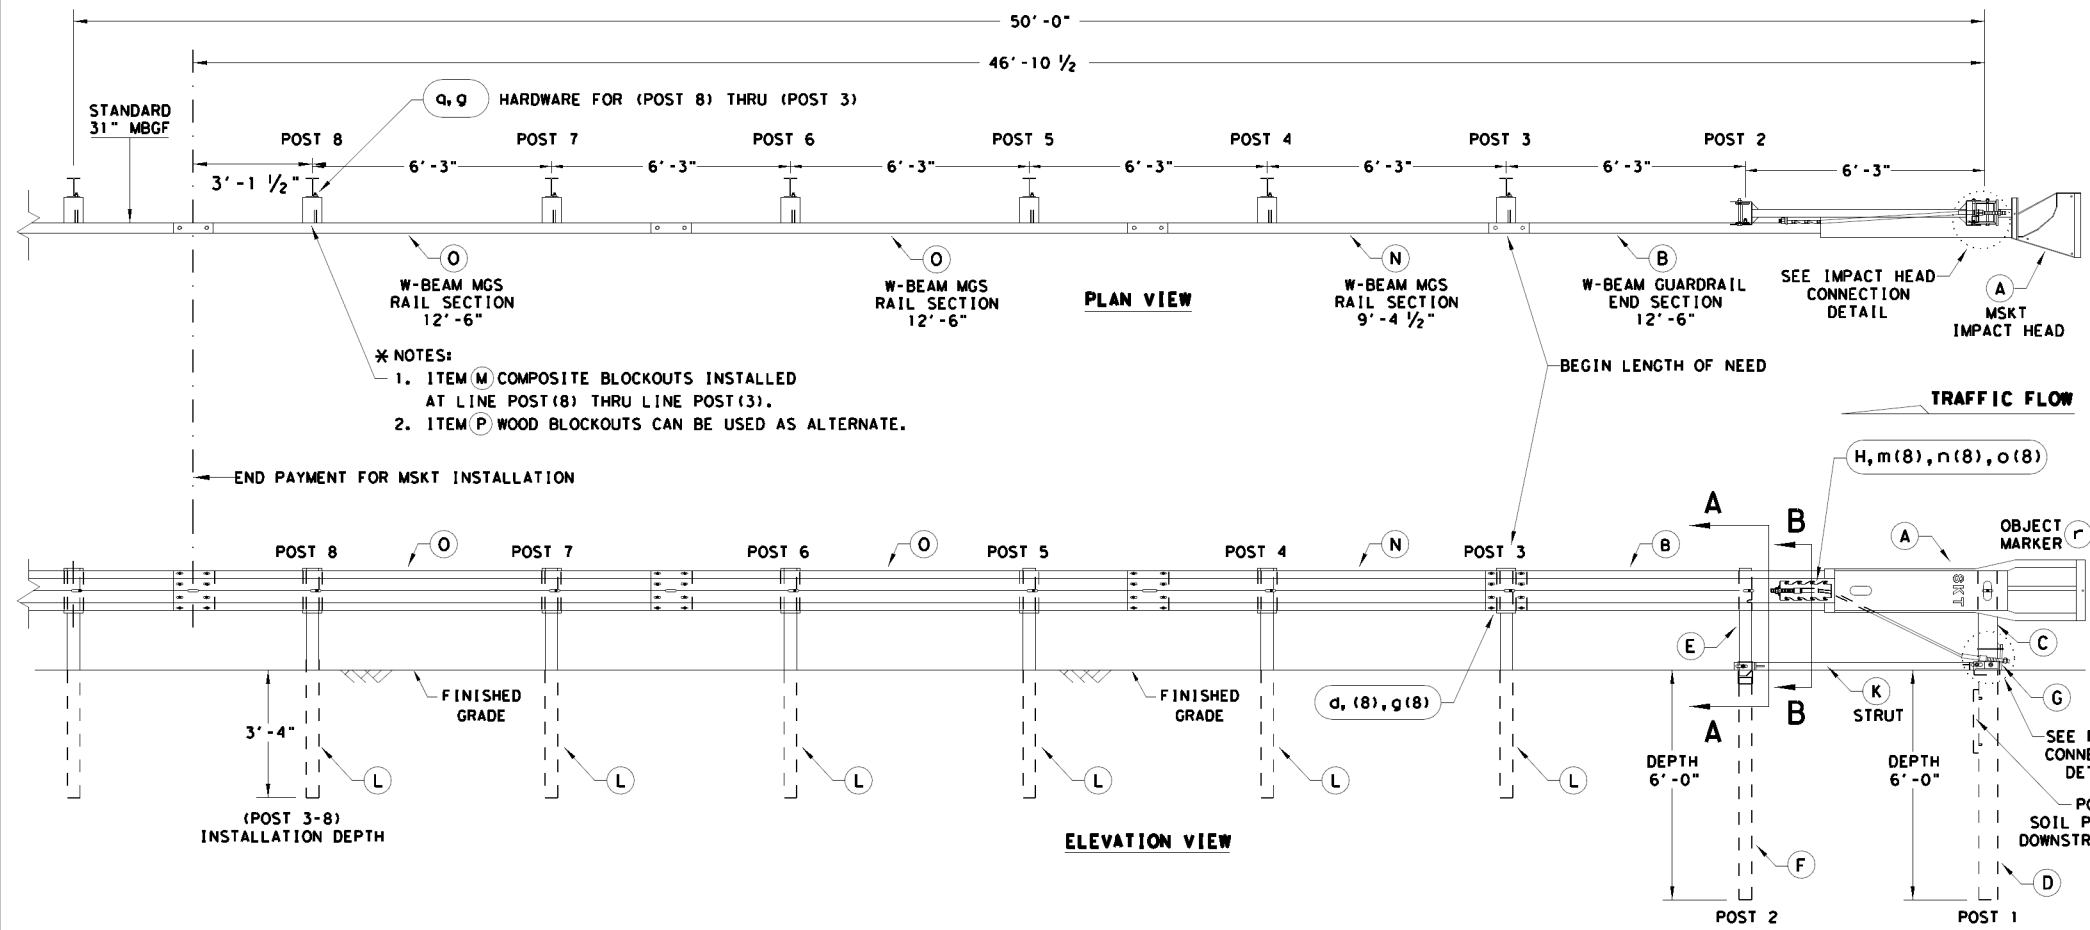 50'-0"
46'-10 ½
STANDARD
31" MBGF
q,g HARDWARE FOR (POST 8) THRU (POST 3)
POST 8 POST 7 POST 6 POST 5 POST 4 POST 3 POST 2
3'-1 ½" 6'-3" 6'-3" 6'-3" 6'-3" 6'-3" 6'-3" 6'-3"
O
W-BEAM MGS
RAIL SECTION
12'-6"
O
W-BEAM MGS
RAIL SECTION
12'-6"
PLAN VIEW
N
W-BEAM MGS
RAIL SECTION
9'-4 ½"
B
W-BEAM GUARDRAIL
END SECTION
12'-6"
SEE IMPACT HEAD
CONNECTION
DETAIL
A
MSKT
IMPACT HEAD
* NOTES:
1. ITEM M COMPOSITE BLOCKOUTS INSTALLED
AT LINE POST(8) THRU LINE POST(3).
2. ITEM P WOOD BLOCKOUTS CAN BE USED AS ALTERNATE.
BEGIN LENGTH OF NEED
TRAFFIC FLOW
END PAYMENT FOR MSKT INSTALLATION
H,m(8),n(8),o(8)
A B
OBJECT
MARKER r
A
POST 8 O POST 7 POST 6 O POST 5 POST 4 N POST 3 B
SKT
E
C
FINISHED
GRADE
FINISHED
GRADE
d,(8),g(8)
K
STRUT
G
A B
3'-4"
L L L L L L
DEPTH
6'-0"
DEPTH
6'-0"
SEE
CONNE
DET
(POST 3-8)
INSTALLATION DEPTH
ELEVATION VIEW
SOIL P
DOWNSTR
F
D
POST 2 POST 1